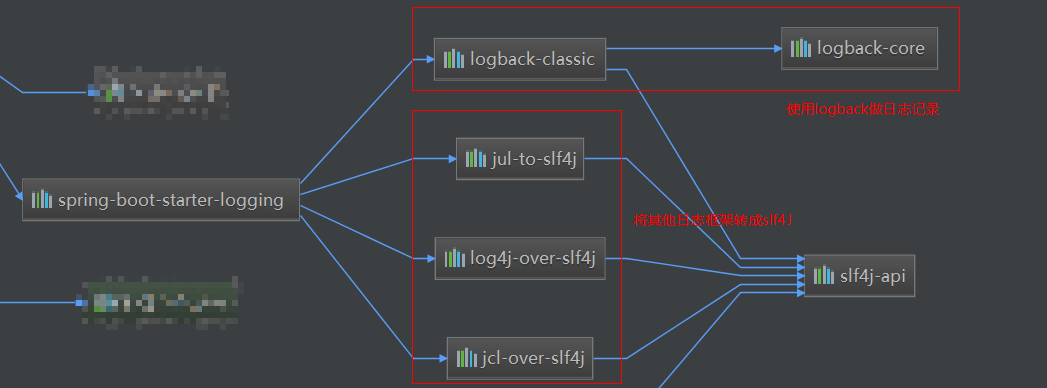 logback-classic
logback-core
使用logback做日志记录
jul-to-slf4j
spring-boot-starter-logging
将其他日志框架转成slf4J
log4j-over-slf4j
slf4j-api
jcl-over-slf4j